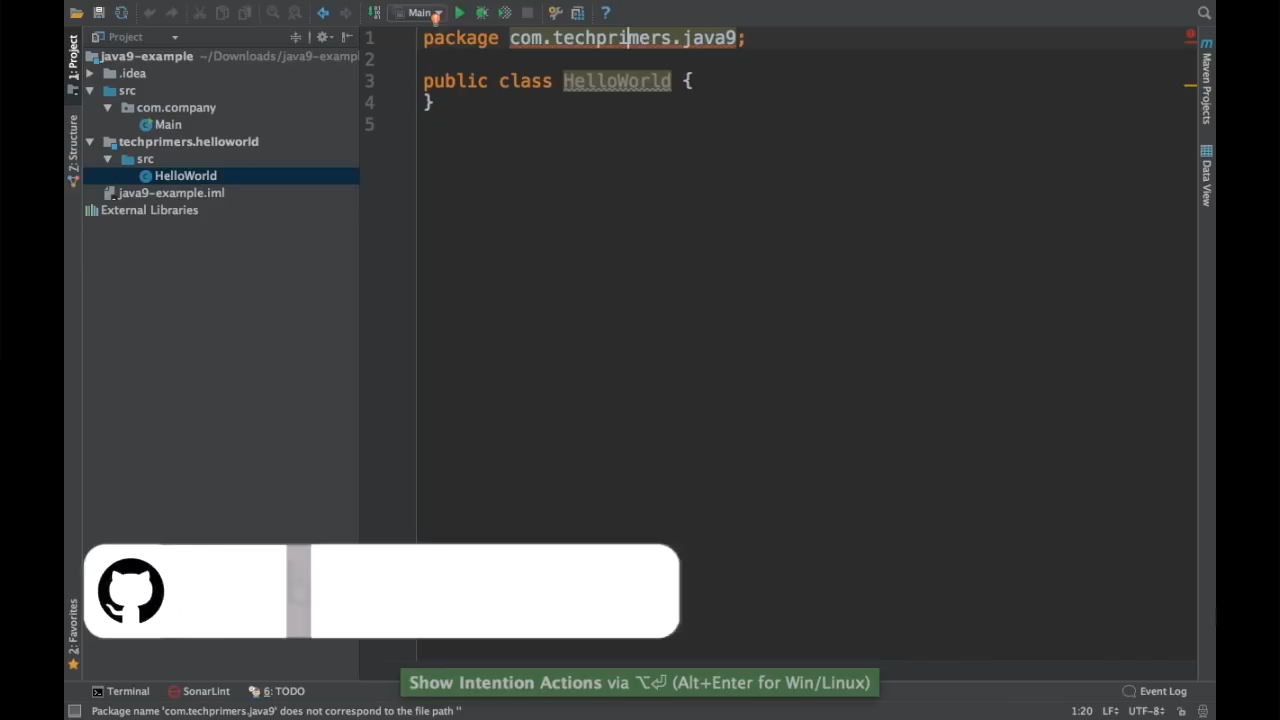 Main
Project
java9-example ~/Downloads/java9-exampl
.idea
src
com.company
Main
techprimers.helloworld
src
HelloWorld
java9-example.iml
External Libraries
1: Project
7: Structure
2: Favorites
1 package com.techprimers.java9;
2
3 public class HelloWorld {
4 }
5
Maven Projects
Data View
Show Intention Actions via ⌥⏎ (Alt+Enter for Win/Linux)
Terminal
SonarLint
6: TODO
Event Log
Package name 'com.techprimers.java9' does not correspond to the file path ''
1:20 LF÷ UTF-8÷